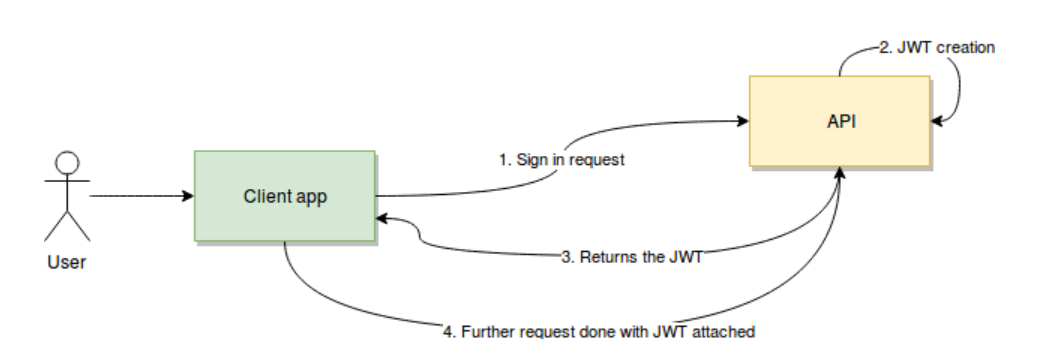 2. JWT creation
API
1. Sign in request
Client app
3. Returns the JWT
User
4. Further request done with JWT attached